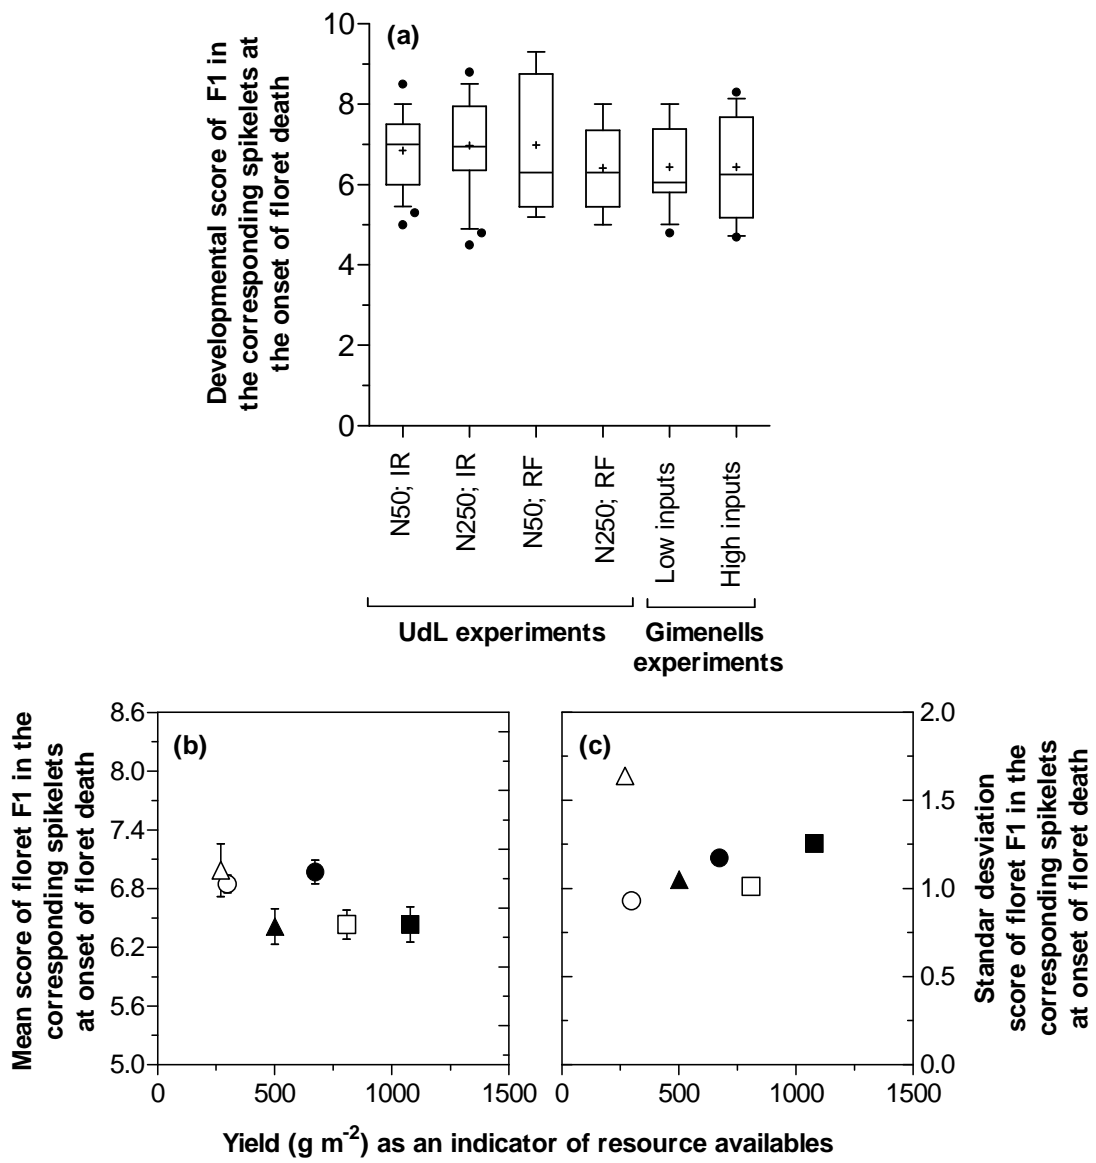 (a)
Developmental score of F1 in
the corresponding spikelets at
the onset of floret death
10
8
6
4
2
0
N50; IR
N250; IR
N50; RF
N250; RF
Low inputs
High inputs
UdL experiments
Gimenells
experiments
(b)
Mean score of floret F1 in the
corresponding spikelets
at onset of floret death
8.6
8.0
7.4
6.8
6.2
5.6
5.0
0
500
1000
1500
(c)
2.0
1.5
1.0
0.5
0.0
Standar desviation
score of floret F1 in the
corresponding spikelets
at onset of floret death
0
500
1000
1500
Yield (g m⁻²) as an indicator of resource availables